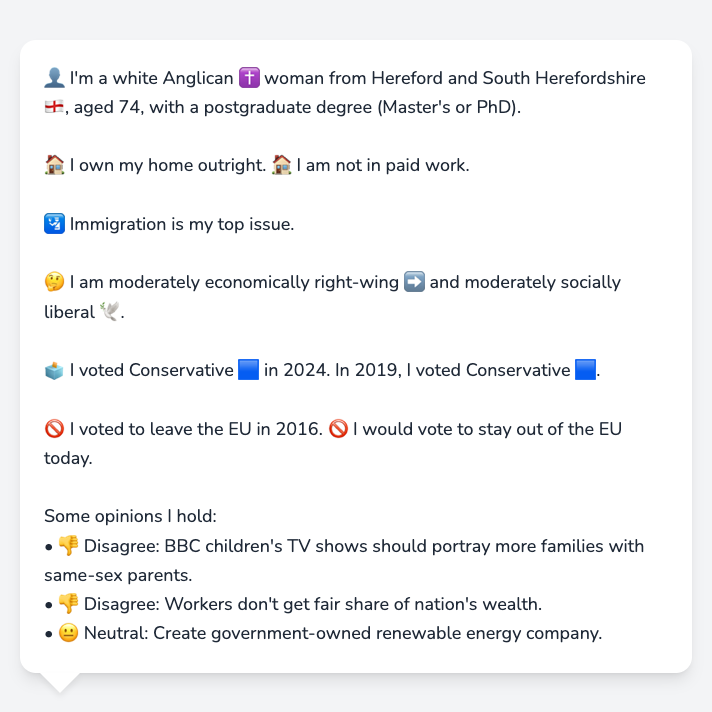 👤 I'm a white Anglican ✝️ woman from Hereford and South Herefordshire
🏴󠁧󠁢󠁥󠁮󠁧󠁿, aged 74, with a postgraduate degree (Master's or PhD).
🏠 I own my home outright. 🏠 I am not in paid work.
🛂 Immigration is my top issue.
🤔 I am moderately economically right-wing ➡️ and moderately socially
liberal 🕊️.
🗳️ I voted Conservative 🟦 in 2024. In 2019, I voted Conservative 🟦.
🚫 I voted to leave the EU in 2016. 🚫 I would vote to stay out of the EU
today.
Some opinions I hold:
• 👎 Disagree: BBC children's TV shows should portray more families with
same-sex parents.
• 👎 Disagree: Workers don't get fair share of nation's wealth.
• 😐 Neutral: Create government-owned renewable energy company.